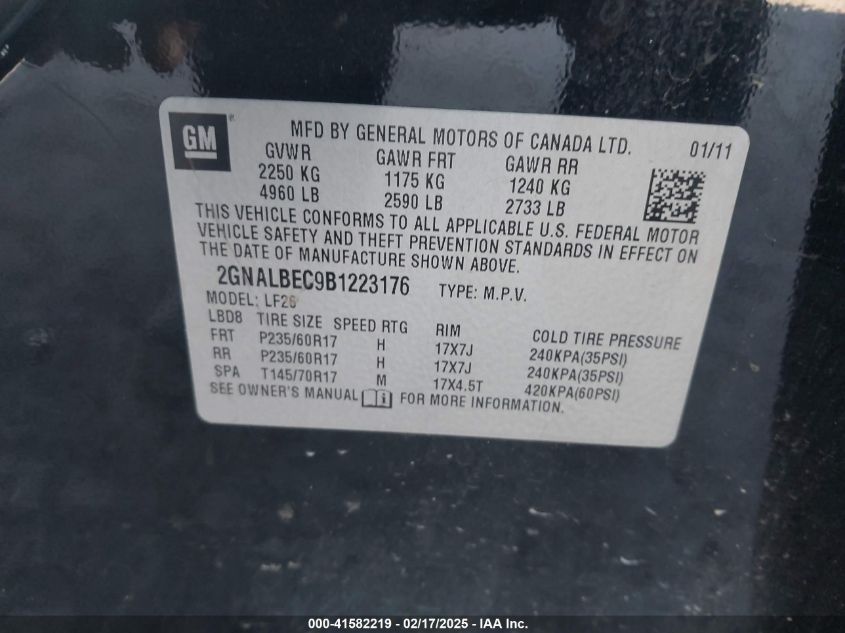 GM
MFD BY GENERAL MOTORS OF CANADA LTD. 01/11
GVWR GAWR FRT GAWR RR
2250 KG 1175 KG 1240 KG
4960 LB 2590 LB 2733 LB
THIS VEHICLE CONFORMS TO ALL APPLICABLE U.S. FEDERAL MOTOR
VEHICLE SAFETY AND THEFT PREVENTION STANDARDS IN EFFECT ON
THE DATE OF MANUFACTURE SHOWN ABOVE.
2GNALBEC9B1223176 TYPE: M.P.V.
MODEL: LF26
LBD8 TIRE SIZE SPEED RTG RIM COLD TIRE PRESSURE
FRT P235/60R17 H 17X7J 240KPA(35PSI)
RR P235/60R17 H 17X7J 240KPA(35PSI)
SPA T145/70R17 M 17X4.5T 420KPA(60PSI)
SEE OWNER'S MANUAL FOR MORE INFORMATION.
000-41582219 - 02/17/2025 - IAA Inc.